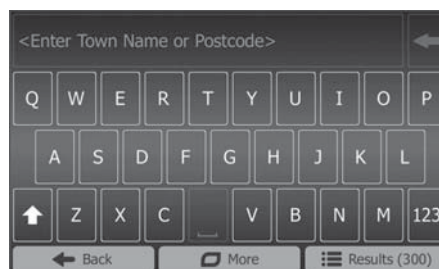 <Enter Town Name or Postcode>
Q W E R T Y U I O P
A S D F G H J K L
Z X C V B N M 123
Back More Results (300)